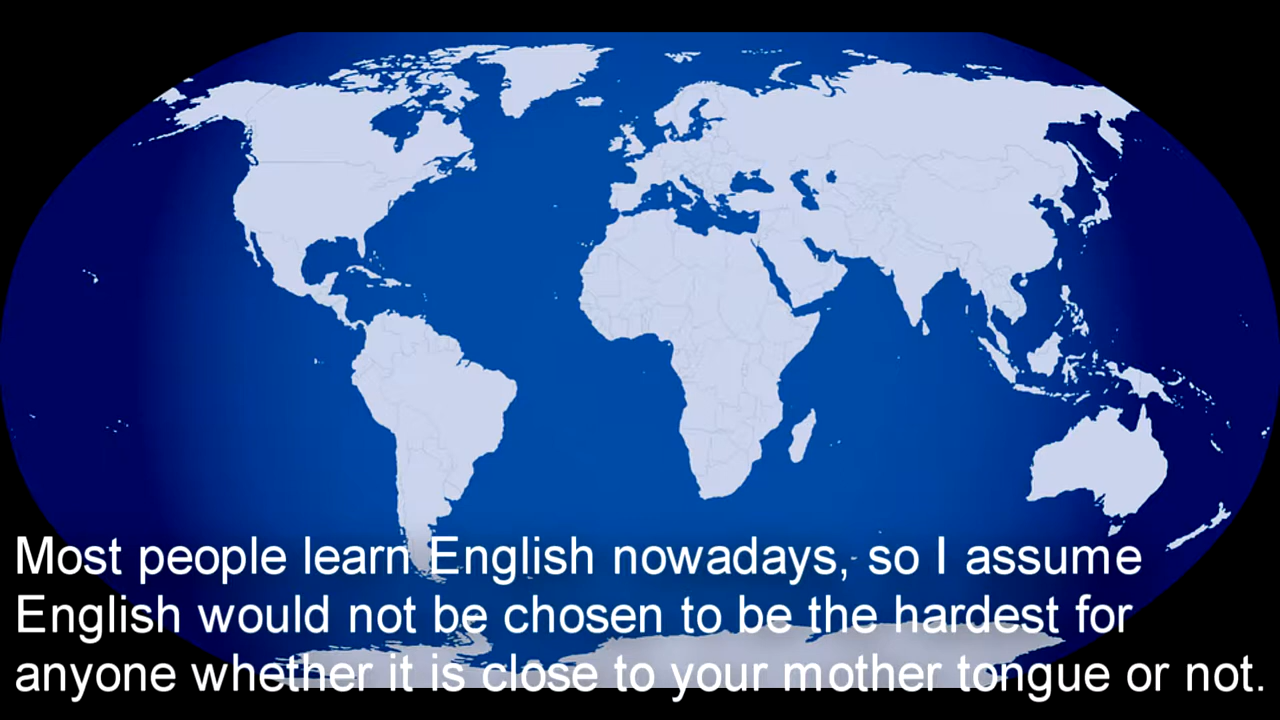 Most people learn English nowadays, so I assume
English would not be chosen to be the hardest for
anyone whether it is close to your mother tongue or not.